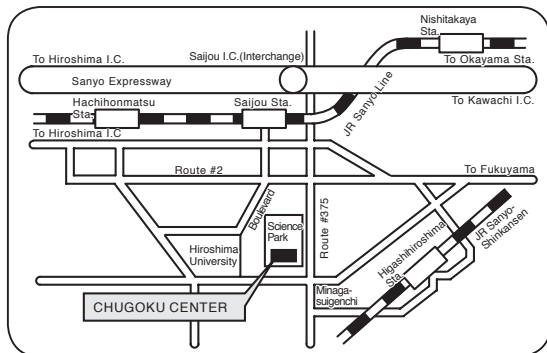 Nishitakaya
Sta.
To Hiroshima I.C.
Saijou I.C.(Interchange)
To Okayama Sta.
Sanyo Expressway
Hachihonmatsu
Sta.
Saijou Sta.
JR Sanyo Line
To Kawachi I.C.
To Hiroshima I.C
Route #2
To Fukuyama
Boulevard
Science
Park
Route #375
Hiroshima
University
Higashihiroshima
Sta.
JR Sanyo-
Shinkansen
Minaga-
suigenchi
CHUGOKU CENTER